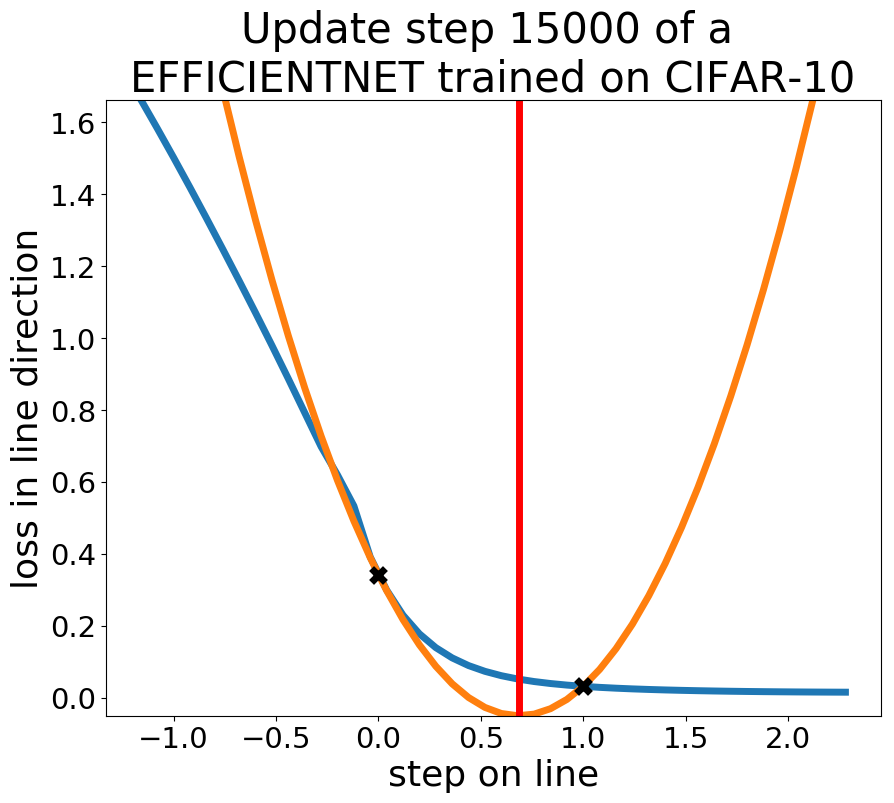 Update step 15000 of a
EFFICIENTNET trained on CIFAR-10
loss in line direction
1.6
1.4
1.2
1.0
0.8
0.6
0.4
0.2
0.0
−1.0 −0.5 0.0 0.5 1.0 1.5 2.0
step on line